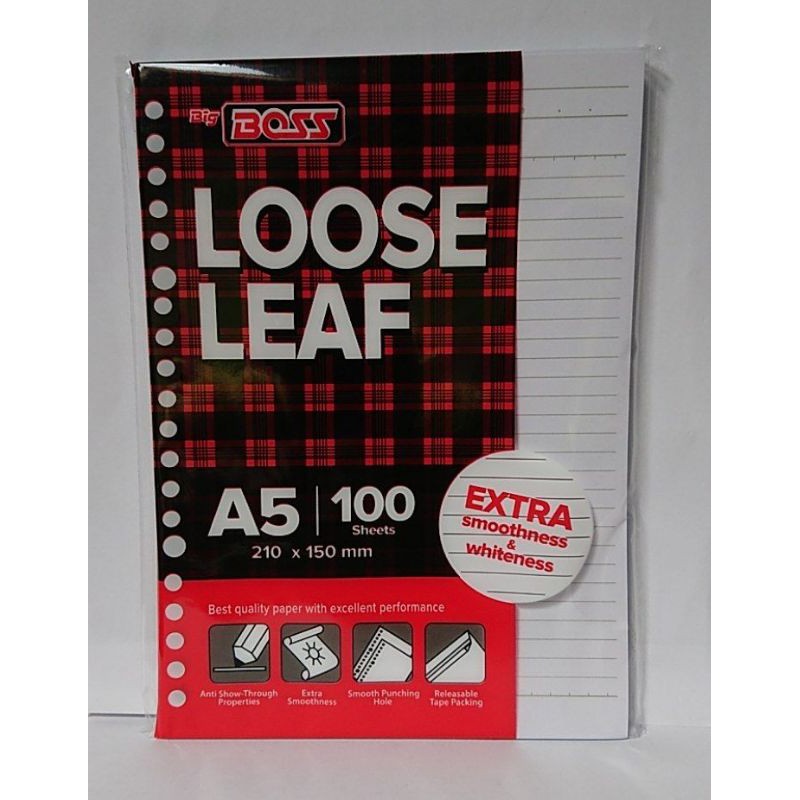 Big BOSS
LOOSE
LEAF
A5 | 100
Sheets
210 x 150 mm
EXTRA
smoothness
&
whiteness
Best quality paper with excellent performance
Anti Show-Through
Properties
Extra
Smoothness
Smooth Punching
Hole
Releasable
Tape Packing